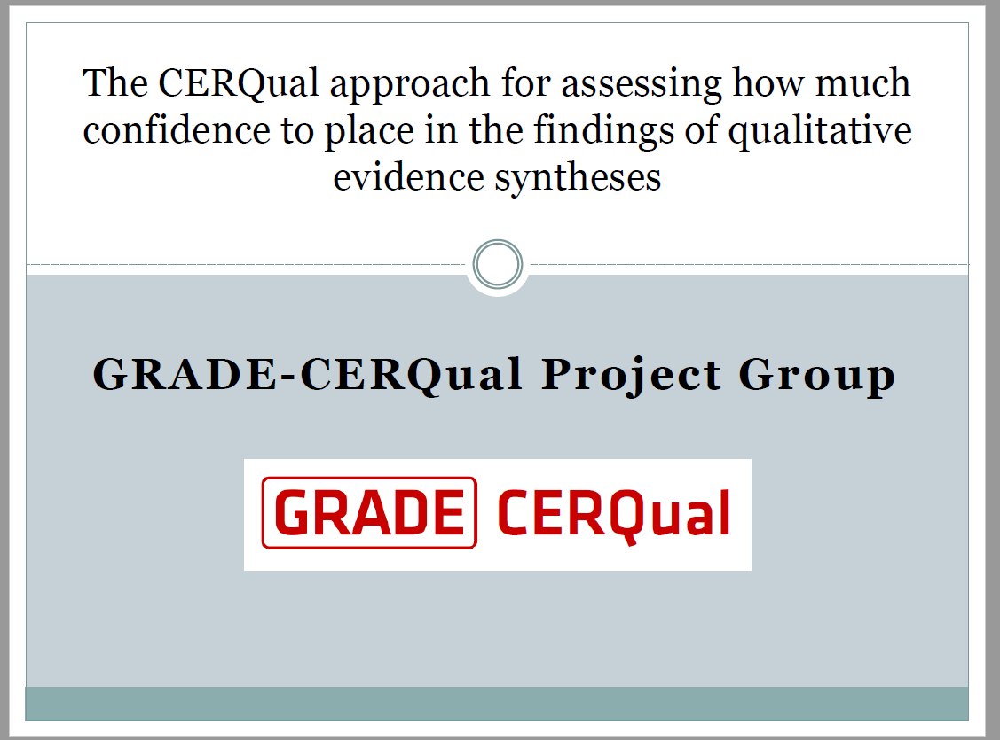 The CERQual approach for assessing how much
confidence to place in the findings of qualitative
evidence syntheses
GRADE-CERQual Project Group
GRADE CERQual